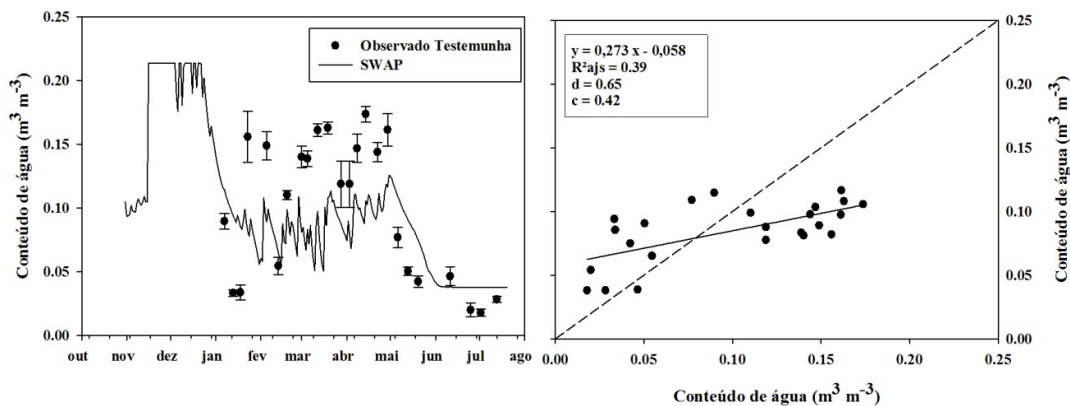 0.25
0.20
0.15
0.10
0.05
0.00
Conteúdo de água (m³ m⁻³)
Observado Testemunha
SWAP
out nov dez jan fev mar abr mai jun jul ago
y = 0,273 x - 0,058
R²ajs = 0.39
d = 0.65
c = 0.42
0.25
0.20
0.15
0.10
0.05
0.00
Conteúdo de água (m³ m⁻³)
0.00 0.05 0.10 0.15 0.20 0.25
Conteúdo de água (m³ m⁻³)